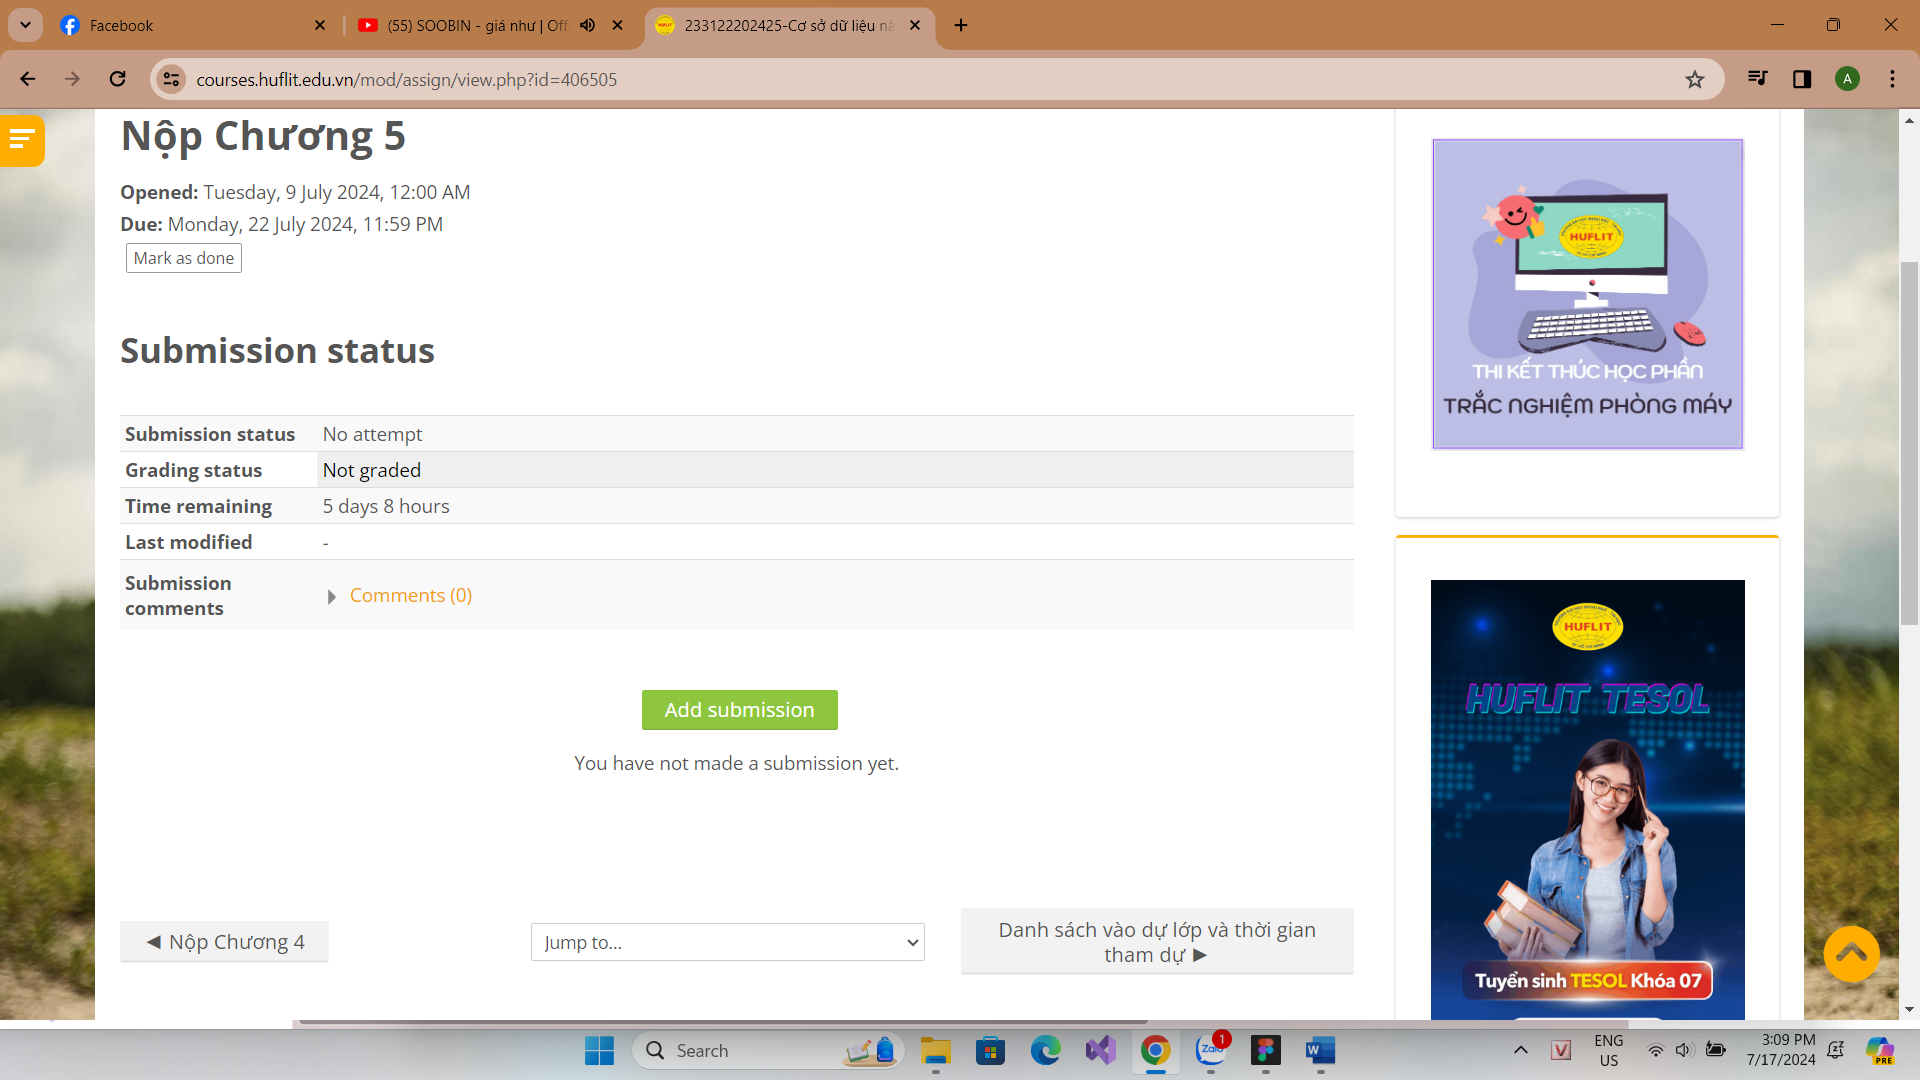 Facebook
(55) SOOBIN - giá như | Off
233122202425-Cơ sở dữ liệu nâ
courses.huflit.edu.vn/mod/assign/view.php?id=406505
A
Nộp Chương 5
Opened: Tuesday, 9 July 2024, 12:00 AM
Due: Monday, 22 July 2024, 11:59 PM
Mark as done
Submission status
Submission status No attempt
Grading status Not graded
Time remaining 5 days 8 hours
Last modified -
Submission comments Comments (0)
Add submission
You have not made a submission yet.
◄ Nộp Chương 4
Jump to...
Danh sách vào dự lớp và thời gian
tham dự ►
HUFLIT
THI KẾT THÚC HỌC PHẦN
TRẮC NGHIỆM PHÒNG MÁY
HUFLIT
HUFLIT TESOL
Tuyển sinh TESOL Khóa 07
Search
Zalo
1
W
V
ENG
US
3:09 PM
7/17/2024
PRE